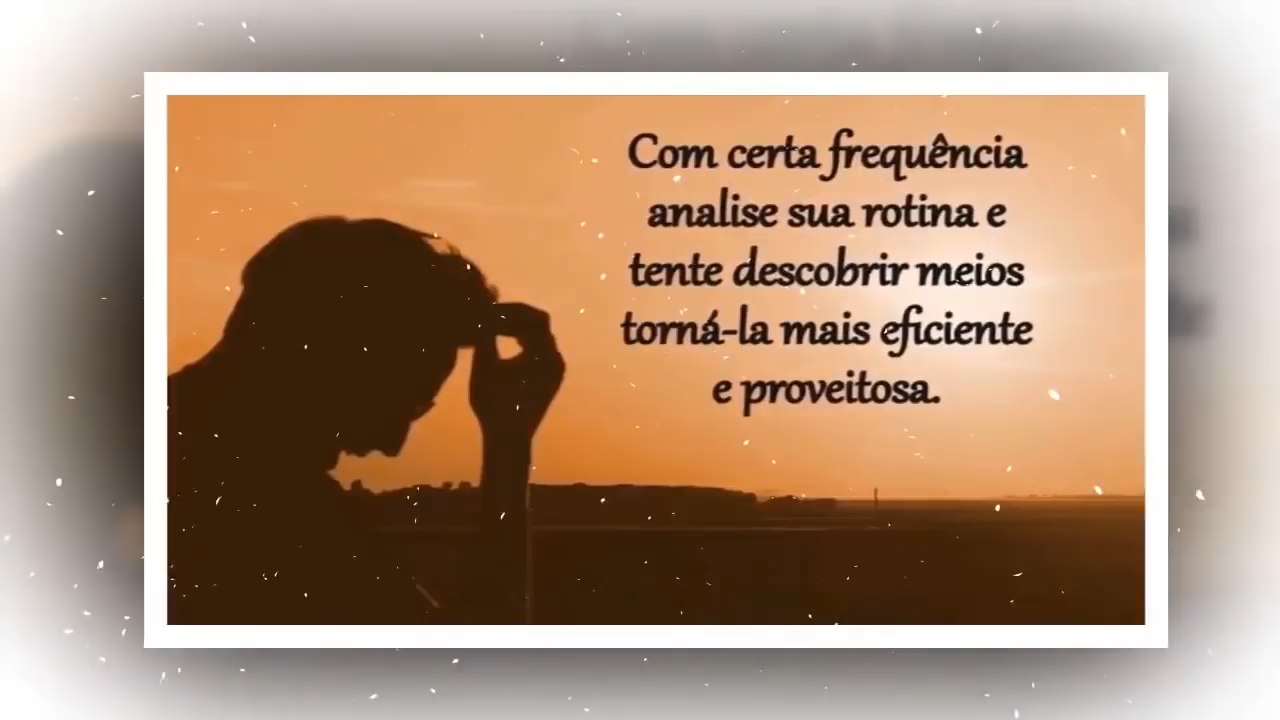 Com certa frequência
analise sua rotina e
tente descobrir meios
torná-la mais eficiente
e proveitosa.